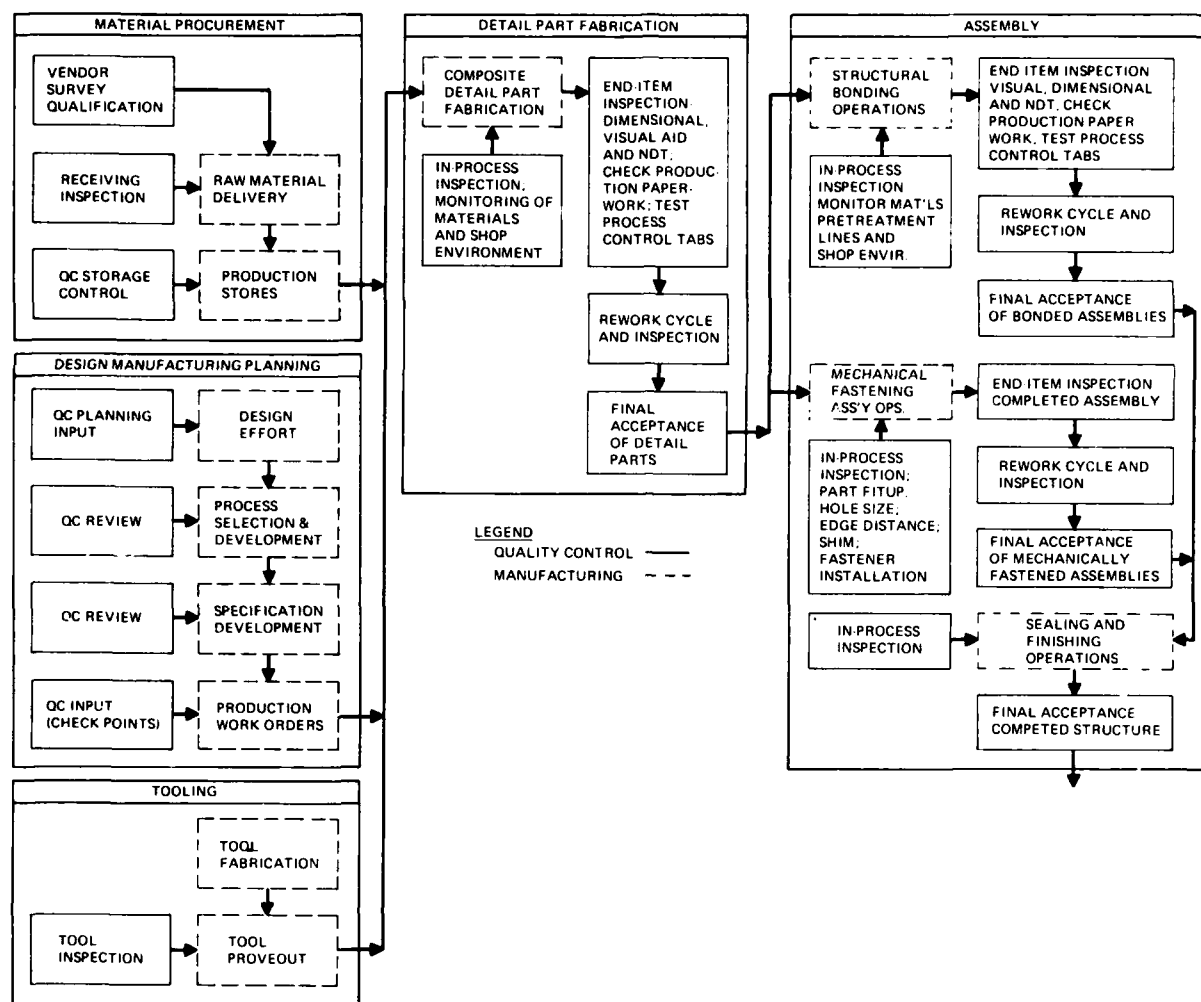 MATERIAL PROCUREMENT
VENDOR
SURVEY
QUALIFICATION
RECEIVING
INSPECTION
RAW MATERIAL
DELIVERY
QC STORAGE
CONTROL
PRODUCTION
STORES
DESIGN MANUFACTURING PLANNING
QC PLANNING
INPUT
DESIGN
EFFORT
QC REVIEW
PROCESS
SELECTION &
DEVELOPMENT
QC REVIEW
SPECIFICATION
DEVELOPMENT
QC INPUT
(CHECK POINTS)
PRODUCTION
WORK ORDERS
TOOLING
TOOL
FABRICATION
TOOL
INSPECTION
TOOL
PROVEOUT
DETAIL PART FABRICATION
COMPOSITE
DETAIL PART
FABRICATION
IN-PROCESS
INSPECTION;
MONITORING OF
MATERIALS
AND SHOP
ENVIRONMENT
END-ITEM
INSPECTION-
DIMENSIONAL,
VISUAL AID
AND NDT;
CHECK PRODUC-
TION PAPER-
WORK; TEST
PROCESS
CONTROL TABS
REWORK CYCLE
AND INSPECTION
FINAL
ACCEPTANCE
OF DETAIL
PARTS
LEGEND
QUALITY CONTROL
MANUFACTURING
ASSEMBLY
STRUCTURAL
BONDING
OPERATIONS
IN-PROCESS
INSPECTION
MONITOR MAT'LS
PRETREATMENT
LINES AND
SHOP ENVIR.
END ITEM INSPECTION
VISUAL, DIMENSIONAL
AND NDT, CHECK
PRODUCTION PAPER
WORK, TEST PROCESS
CONTROL TABS
REWORK CYCLE AND
INSPECTION
FINAL ACCEPTANCE
OF BONDED ASSEMBLIES
MECHANICAL
FASTENING
ASS'Y OPS.
IN-PROCESS
INSPECTION;
PART FITUP,
HOLE SIZE;
EDGE DISTANCE;
SHIM;
FASTENER
INSTALLATION
END ITEM INSPECTION
COMPLETED ASSEMBLY
REWORK CYCLE AND
INSPECTION
FINAL ACCEPTANCE
OF MECHANICALLY
FASTENED ASSEMBLIES
IN-PROCESS
INSPECTION
SEALING AND
FINISHING
OPERATIONS
FINAL ACCEPTANCE
COMPETED STRUCTURE